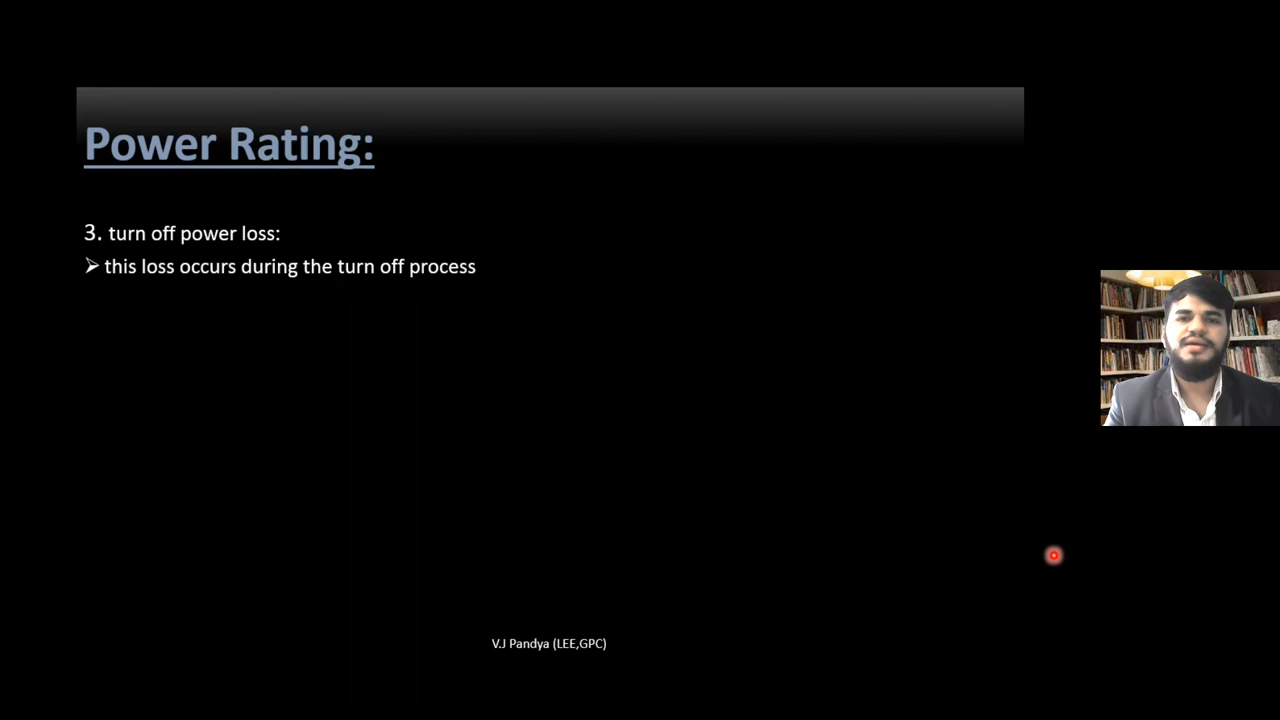 Power Rating:
3. turn off power loss:
➢ this loss occurs during the turn off process
V.J Pandya (LEE,GPC)